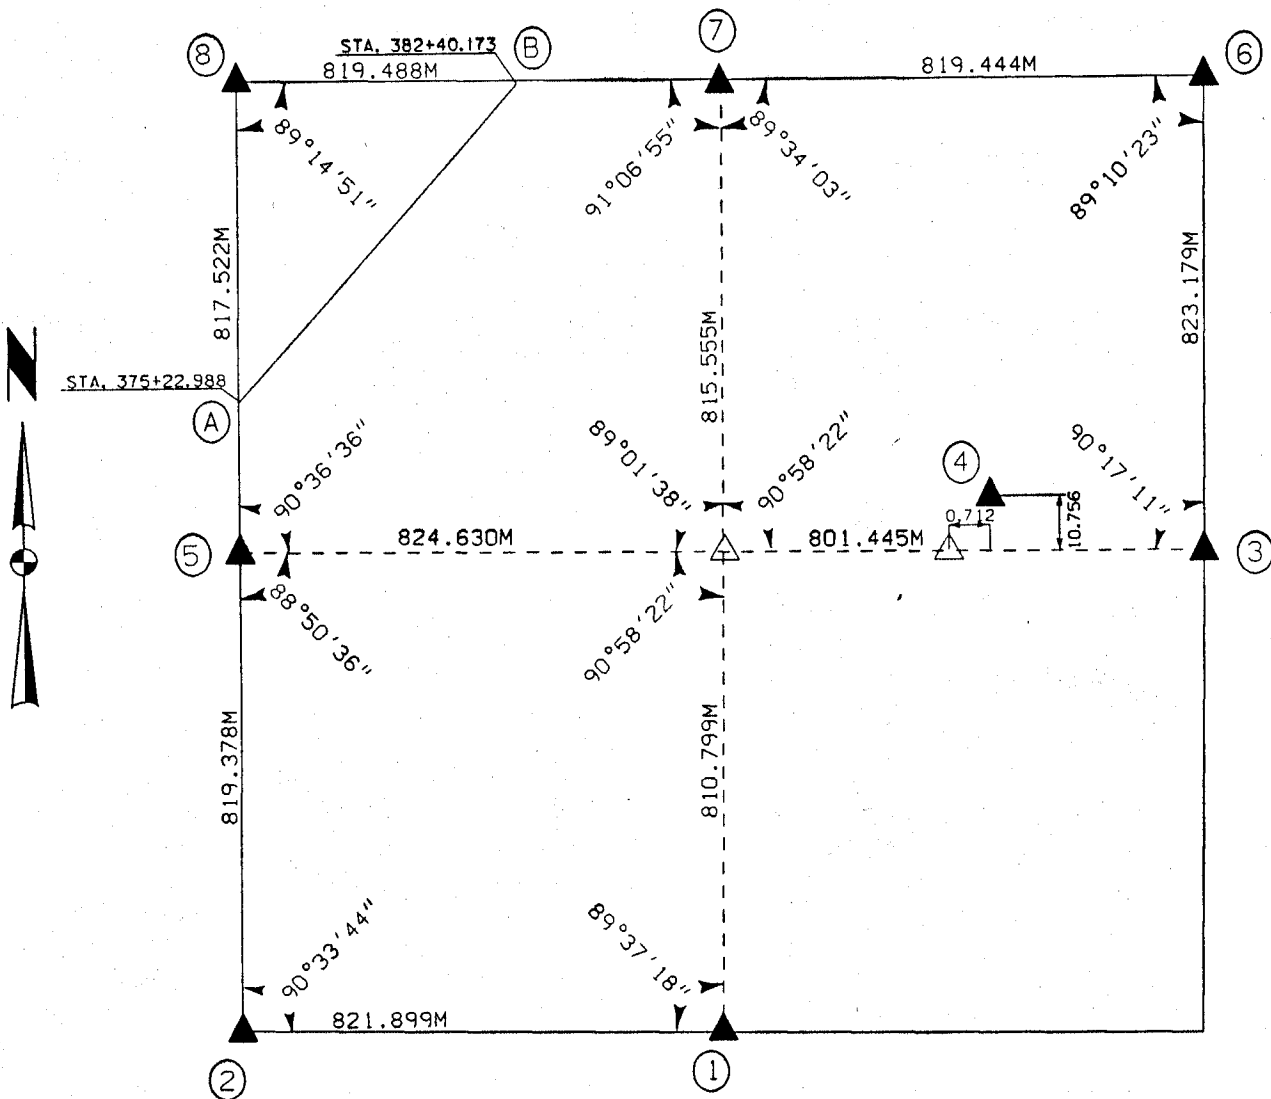 8
STA. 382+40.173
B
7
6
819.488M
819.444M
89°14'51"
91°06'55"
89°34'03"
89°10'23"
817.522M
815.555M
823.179M
N
STA. 375+22.988
A
90°36'36"
89°01'38"
90°58'22"
4
90°17'11"
0.712
10.756
5
824.630M
801.445M
3
88°50'36"
90°58'22"
819.378M
810.799M
90°33'44"
89°37'18"
821.899M
2
1